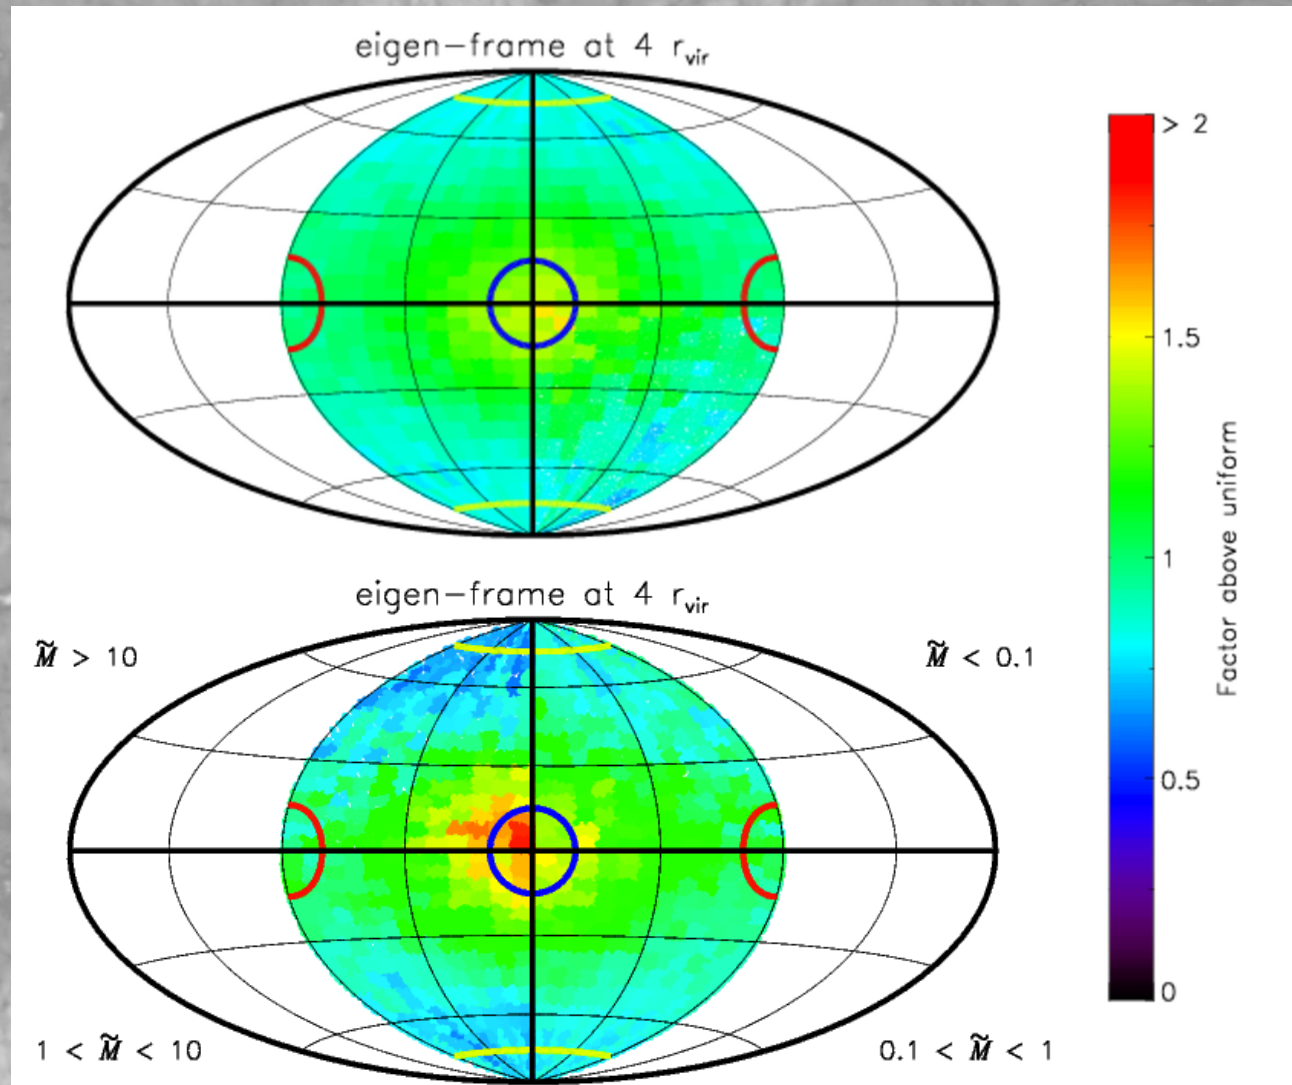 eigen-frame at 4 r_vir
> 2
1.5
1
0.5
0
Factor above uniform
eigen-frame at 4 r_vir
M̃ > 10
M̃ < 0.1
1 < M̃ < 10
0.1 < M̃ < 1